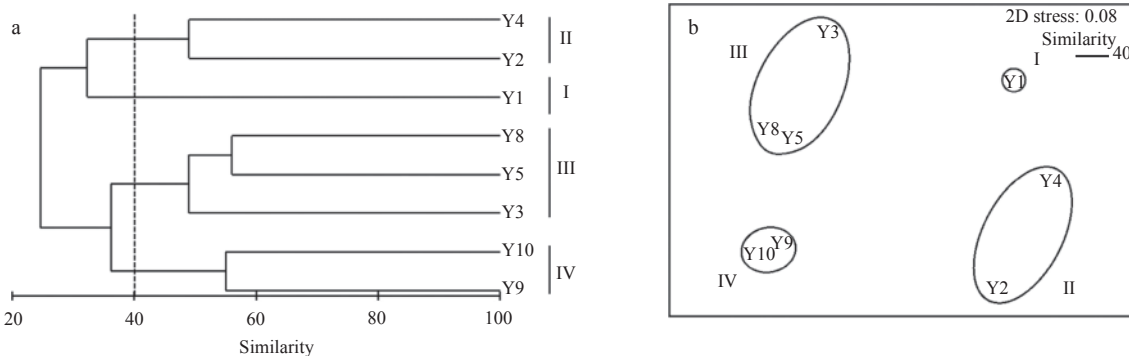 a
Y4
II
Y2
Y1
I
Y8
Y5
III
Y3
Y10
IV
Y9
20 40 60 80 100
Similarity
b
2D stress: 0.08
Similarity
40
III
Y3
I
Y1
Y8
Y5
Y4
Y9
Y10
IV
Y2
II